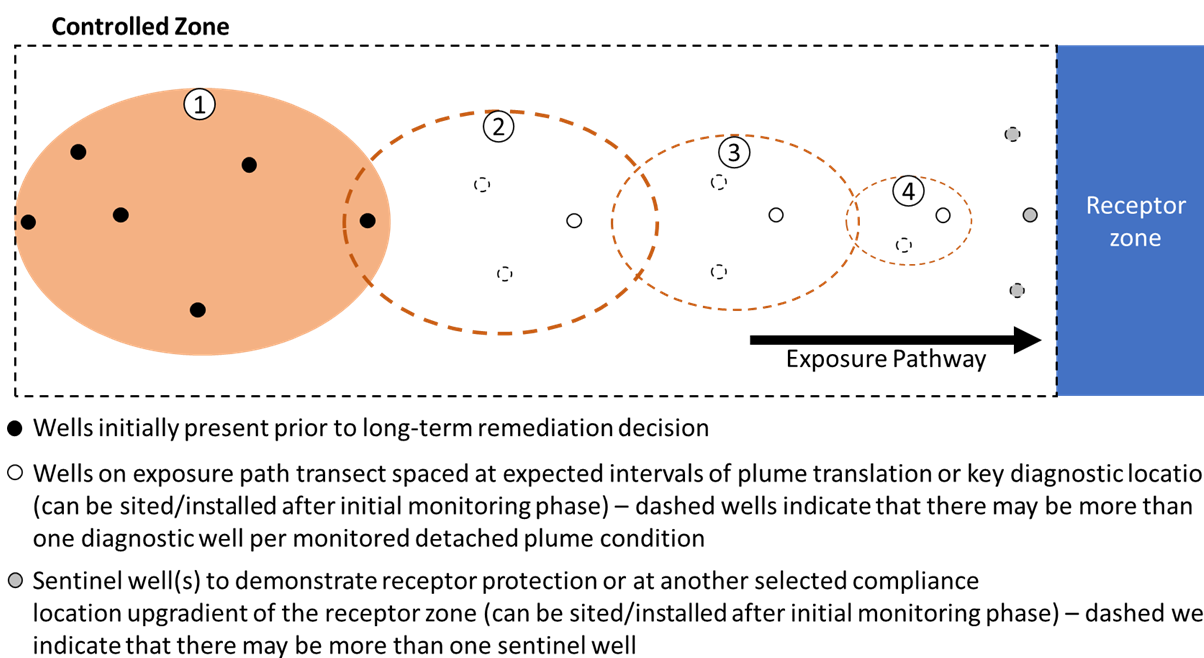 Controlled Zone
1
2
3
4
Receptor
zone
Exposure Pathway
Wells initially present prior to long-term remediation decision
Wells on exposure path transect spaced at expected intervals of plume translation or key diagnostic locatio
(can be sited/installed after initial monitoring phase) – dashed wells indicate that there may be more than
one diagnostic well per monitored detached plume condition
Sentinel well(s) to demonstrate receptor protection or at another selected compliance
location upgradient of the receptor zone (can be sited/installed after initial monitoring phase) – dashed we
indicate that there may be more than one sentinel well